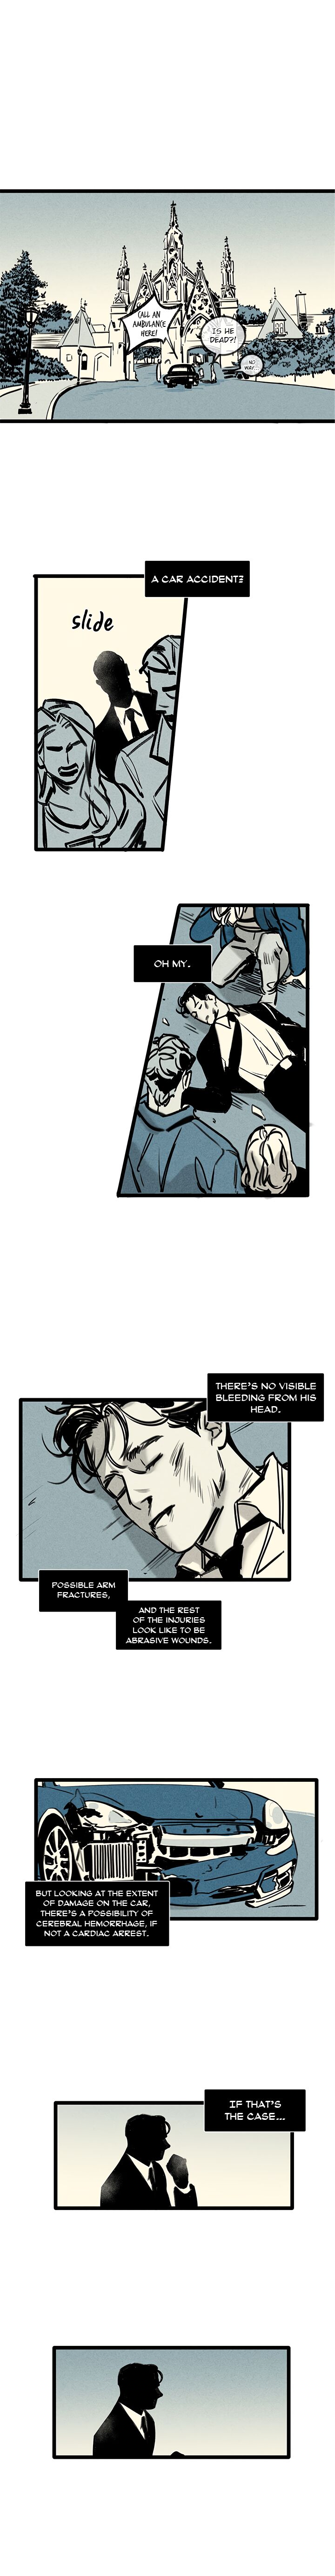 CALL AN
AMBULANCE
HERE!
IS HE
DEAD?!
NO
WAY...
A CAR ACCIDENT?
slide
OH MY.
THERE'S NO VISIBLE
BLEEDING FROM HIS
HEAD.
POSSIBLE ARM
FRACTURES,
AND THE REST
OF THE INJURIES
LOOK LIKE TO BE
ABRASIVE WOUNDS.
BUT LOOKING AT THE EXTENT
OF DAMAGE ON THE CAR,
THERE'S A POSSIBILITY OF
CEREBRAL HEMORRHAGE, IF
NOT A CARDIAC ARREST.
IF THAT'S
THE CASE...